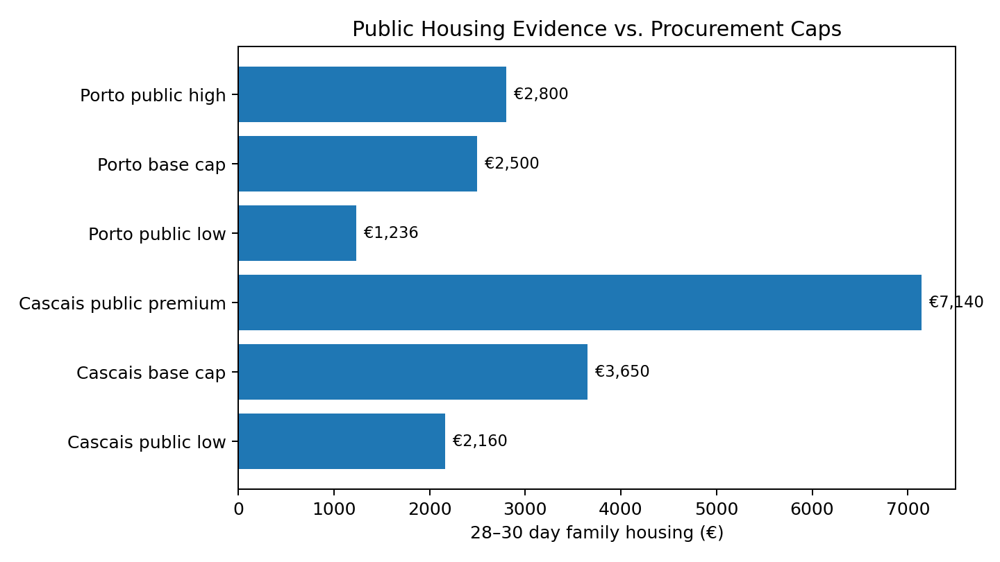 Public Housing Evidence vs. Procurement Caps
Porto public high
€2,800
Porto base cap
€2,500
Porto public low
€1,236
Cascais public premium
€7,140
Cascais base cap
€3,650
Cascais public low
€2,160
0 1000 2000 3000 4000 5000 6000 7000
28–30 day family housing (€)